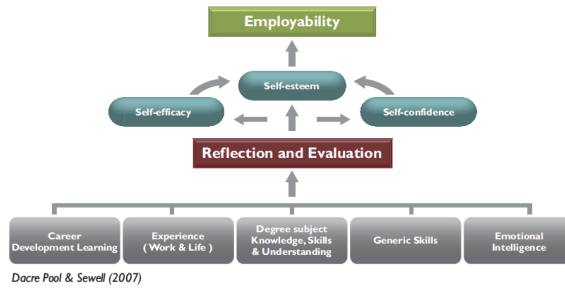 Employability
Self-esteem
Self-efficacy
Self-confidence
Reflection and Evaluation
Career
Development Learning
Experience
( Work & Life )
Degree subject
Knowledge, Skills
& Understanding
Generic Skills
Emotional
Intelligence
Dacre Pool & Sewell (2007)